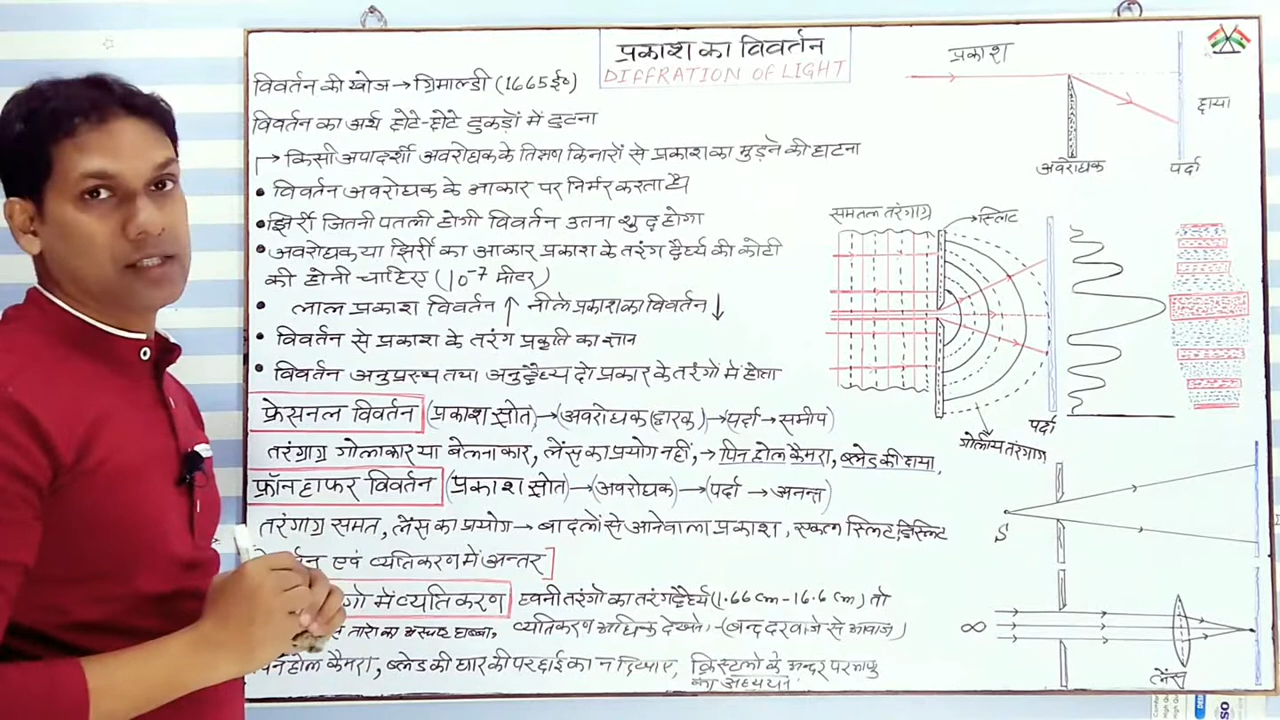 प्रकाश का विवर्तन
DIFFRATION OF LIGHT
विवर्तन की खोज → ग्रिमाल्डी (1665ई०)
विवर्तन का अर्थ छोटे-छोटे टुकड़ों में टुटना
→ किसी अपादर्शी अवरोधक के तिक्षण किनारों से प्रकाश का मुड़ने की घटना
• विवर्तन अवरोधक के आकार पर निर्भर करता है
• झिर्री जितनी पतली होगी विवर्तन उतना शुद्ध होगा
• अवरोधक या झिर्री का आकार प्रकाश के तरंग दैर्ध्य की कोटी
की होनी चाहिए (10⁻⁷ मीटर)
• लाल प्रकाश विवर्तन ↑ नीले प्रकाश का विवर्तन ↓
• विवर्तन से प्रकाश के तरंग प्रकृति का ज्ञान
• विवर्तन अनुप्रस्थ तथा अनुदैर्ध्य दो प्रकार के तरंगो में होता
फ्रेसनल विवर्तन (प्रकाश स्रोत) → (अवरोधक (द्वारक) → पर्दा → समीप)
तरंगाग्र गोलाकार या बेलनाकार, लेंस का प्रयोग नहीं, → पिन होल कैमरा, ब्लेड की छाया,
फ्रॉनहाफर विवर्तन (प्रकाश स्रोत) → (अवरोधक) → (पर्दा → अनन्त)
तरंगाग्र समत, लेंस का प्रयोग → बादलों से आनेवाला प्रकाश, एकल स्लिट, द्विस्लिट
एवं व्यतिकरण में अन्तर]
गो में व्यतिकरण ध्वनी तरंगो का तरंगदैर्ध्य (1.66cm - 16.6 cm) तो
तारो का धब्बा, व्यतिकरण अधिक देखते, - (बन्द दरवाजे से आवाज)
होल कैमरा, ब्लेड की धार की परछाई का न दिखाए, क्रिस्टलो के अन्दर परमाणु
का अध्ययन
प्रकाश
छाया
अवरोधक
पर्दा
समतल तरंगाग्र
→ स्लिट
पर्दा
गोलीय तरंगाग्र
S
∞
लेंस